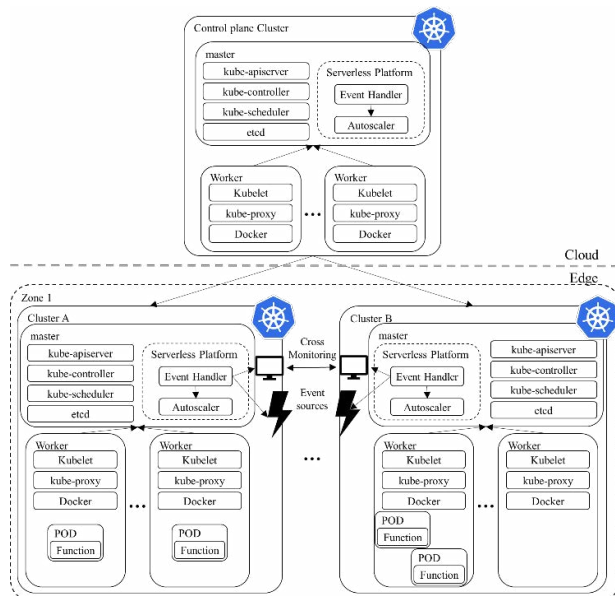 Control plane Cluster
master
kube-apiserver
kube-controller
kube-scheduler
etcd
Serverless Platform
Event Handler
Autoscaler
Worker
Kubelet
kube-proxy
Docker
...
Worker
Kubelet
kube-proxy
Docker
Cloud
Edge
Zone 1
Cluster A
master
kube-apiserver
kube-controller
kube-scheduler
etcd
Serverless Platform
Event Handler
Autoscaler
Worker
Kubelet
kube-proxy
Docker
POD
Function
...
Worker
Kubelet
kube-proxy
Docker
POD
Function
Cross
Monitoring
Event
sources
...
Cluster B
master
Serverless Platform
Event Handler
Autoscaler
kube-apiserver
kube-controller
kube-scheduler
etcd
Worker
Kubelet
kube-proxy
Docker
POD
Function
POD
Function
...
Worker
Kubelet
kube-proxy
Docker